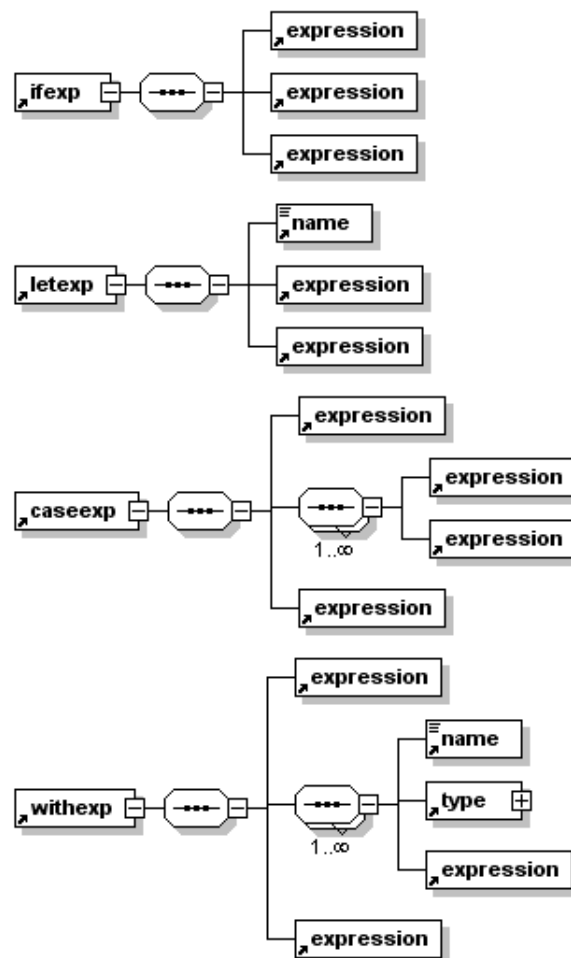 expression
ifexp
expression
expression
name
letexp
expression
expression
expression
expression
caseexp
expression
1..∞
expression
expression
name
withexp
type
1..∞
expression
expression